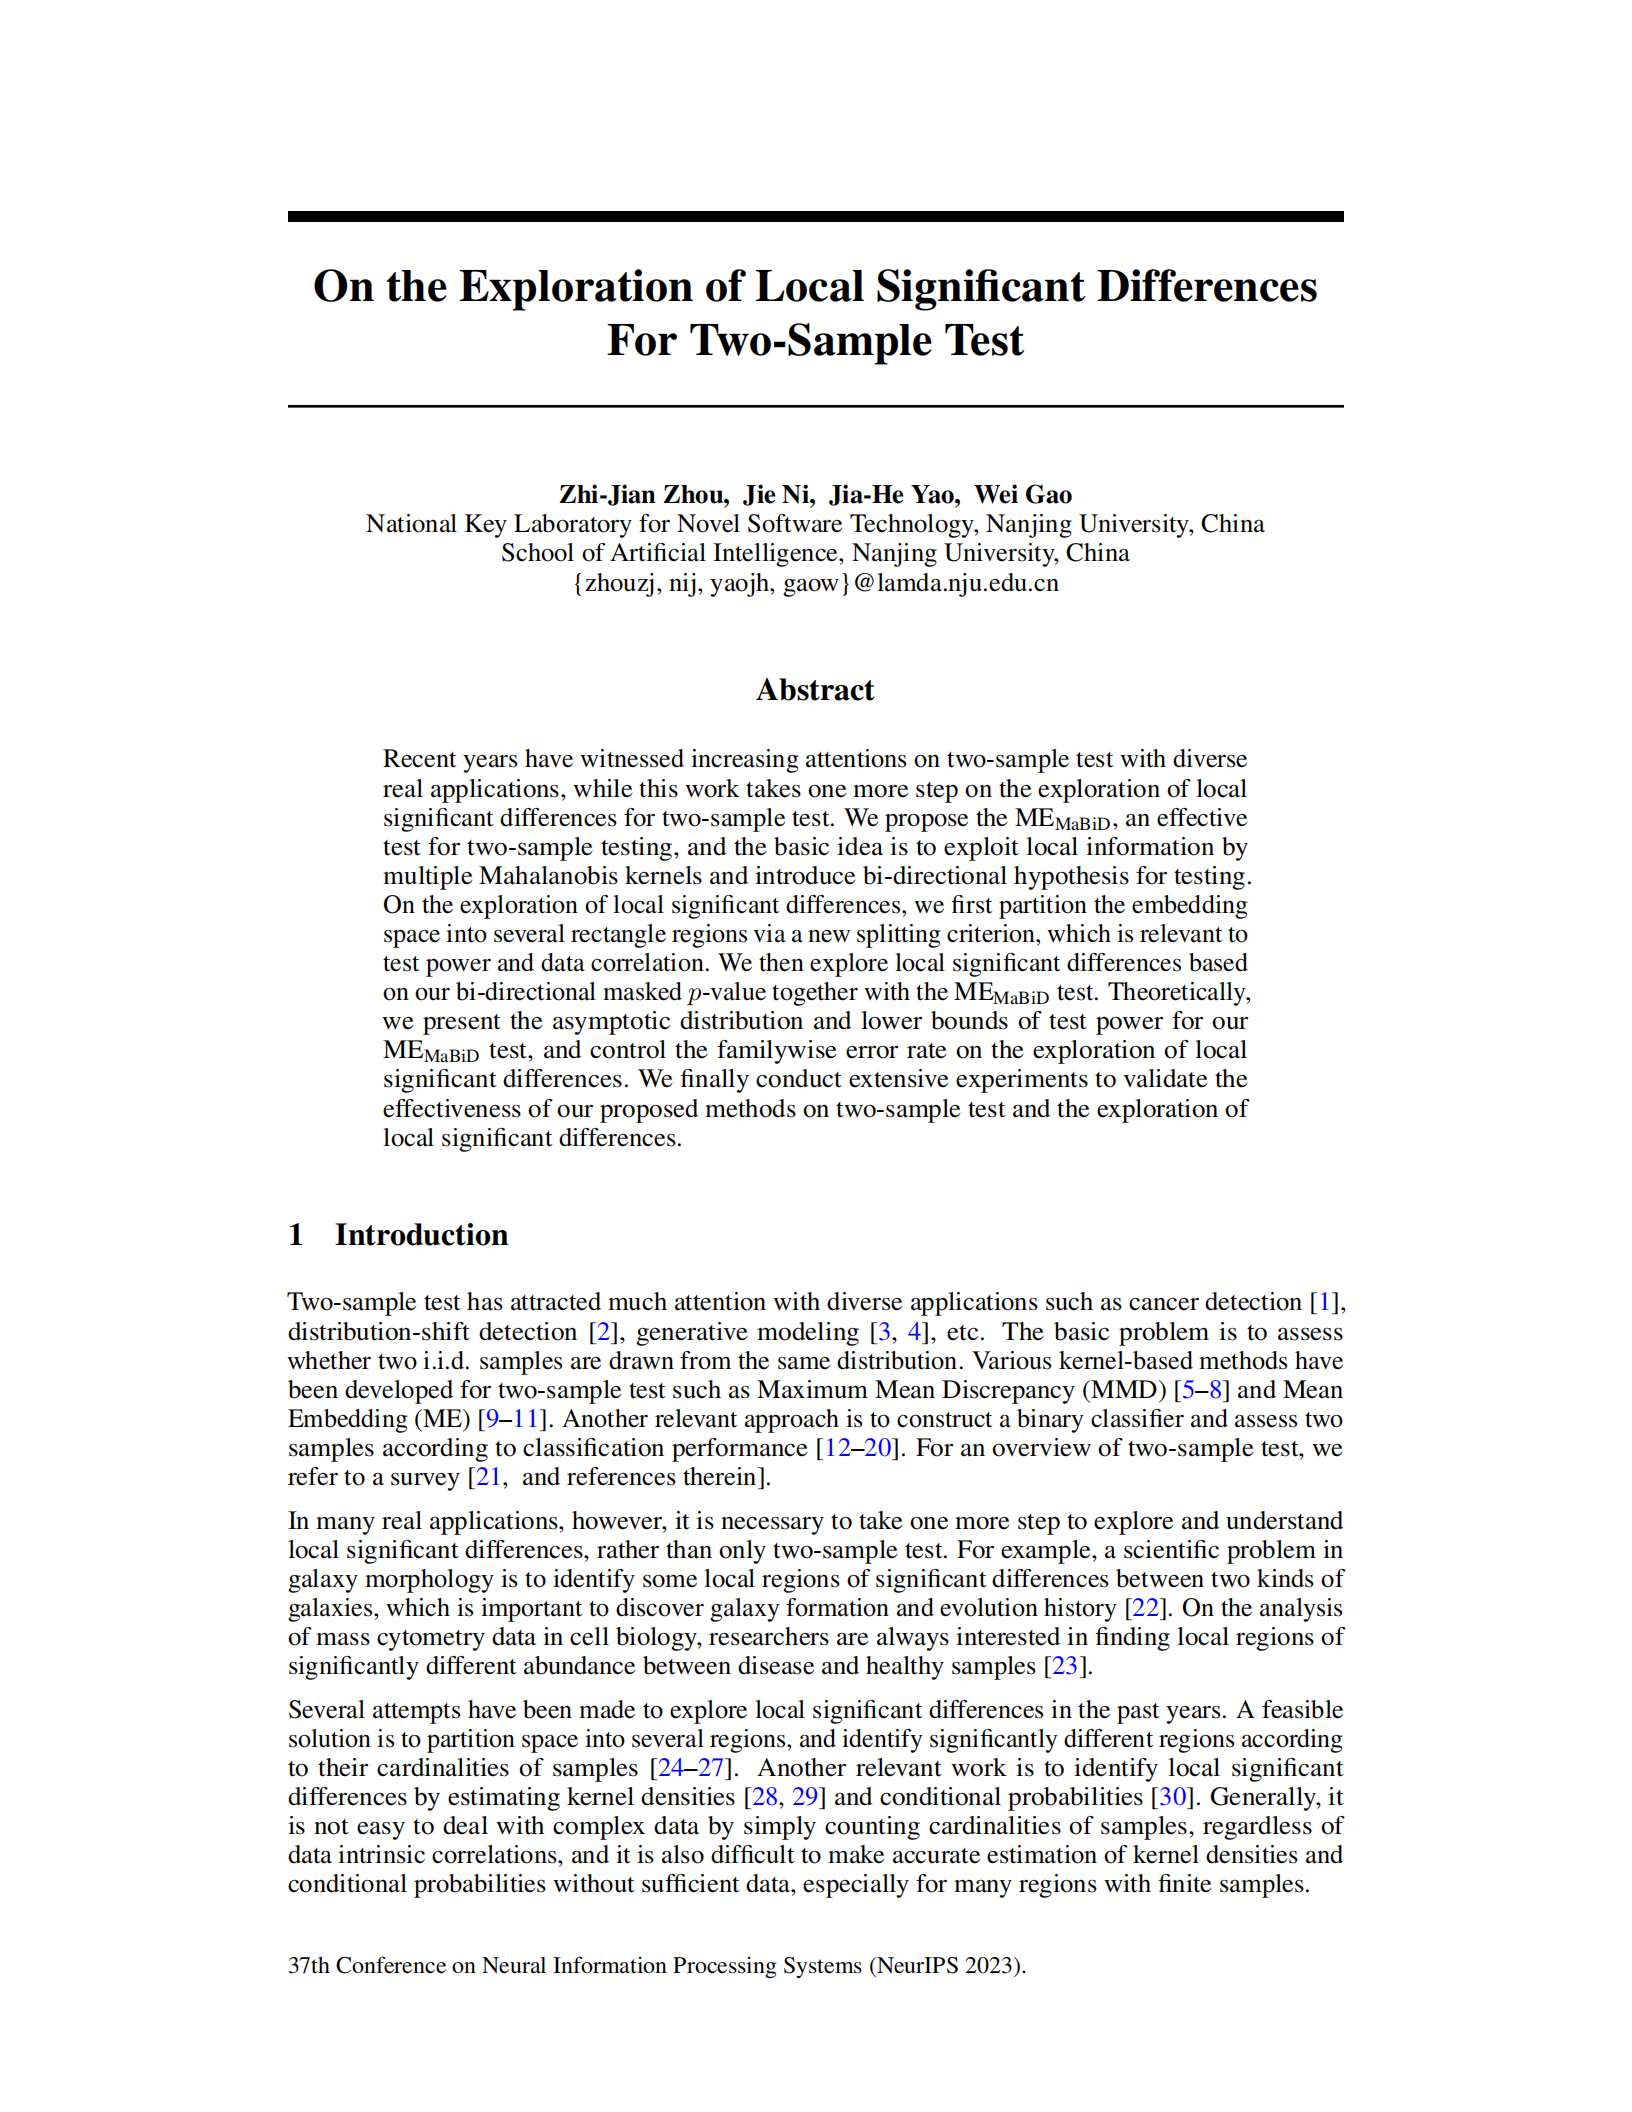 On the Exploration of Local Significant Differences
For Two-Sample Test
Zhi-Jian Zhou, Jie Ni, Jia-He Yao, Wei Gao
National Key Laboratory for Novel Software Technology, Nanjing University, China
School of Artificial Intelligence, Nanjing University, China
{zhouzj, nij, yaojh, gaow}@lamda.nju.edu.cn
Abstract
Recent years have witnessed increasing attentions on two-sample test with diverse
real applications, while this work takes one more step on the exploration of local
significant differences for two-sample test. We propose the ME_MaBiD, an effective
test for two-sample testing, and the basic idea is to exploit local information by
multiple Mahalanobis kernels and introduce bi-directional hypothesis for testing.
On the exploration of local significant differences, we first partition the embedding
space into several rectangle regions via a new splitting criterion, which is relevant to
test power and data correlation. We then explore local significant differences based
on our bi-directional masked p-value together with the ME_MaBiD test. Theoretically,
we present the asymptotic distribution and lower bounds of test power for our
ME_MaBiD test, and control the familywise error rate on the exploration of local
significant differences. We finally conduct extensive experiments to validate the
effectiveness of our proposed methods on two-sample test and the exploration of
local significant differences.
1 Introduction
Two-sample test has attracted much attention with diverse applications such as cancer detection [1],
distribution-shift detection [2], generative modeling [3, 4], etc. The basic problem is to assess
whether two i.i.d. samples are drawn from the same distribution. Various kernel-based methods have
been developed for two-sample test such as Maximum Mean Discrepancy (MMD) [5–8] and Mean
Embedding (ME) [9–11]. Another relevant approach is to construct a binary classifier and assess two
samples according to classification performance [12–20]. For an overview of two-sample test, we
refer to a survey [21, and references therein].
In many real applications, however, it is necessary to take one more step to explore and understand
local significant differences, rather than only two-sample test. For example, a scientific problem in
galaxy morphology is to identify some local regions of significant differences between two kinds of
galaxies, which is important to discover galaxy formation and evolution history [22]. On the analysis
of mass cytometry data in cell biology, researchers are always interested in finding local regions of
significantly different abundance between disease and healthy samples [23].
Several attempts have been made to explore local significant differences in the past years. A feasible
solution is to partition space into several regions, and identify significantly different regions according
to their cardinalities of samples [24–27]. Another relevant work is to identify local significant
differences by estimating kernel densities [28, 29] and conditional probabilities [30]. Generally, it
is not easy to deal with complex data by simply counting cardinalities of samples, regardless of
data intrinsic correlations, and it is also difficult to make accurate estimation of kernel densities and
conditional probabilities without sufficient data, especially for many regions with finite samples.
37th Conference on Neural Information Processing Systems (NeurIPS 2023).